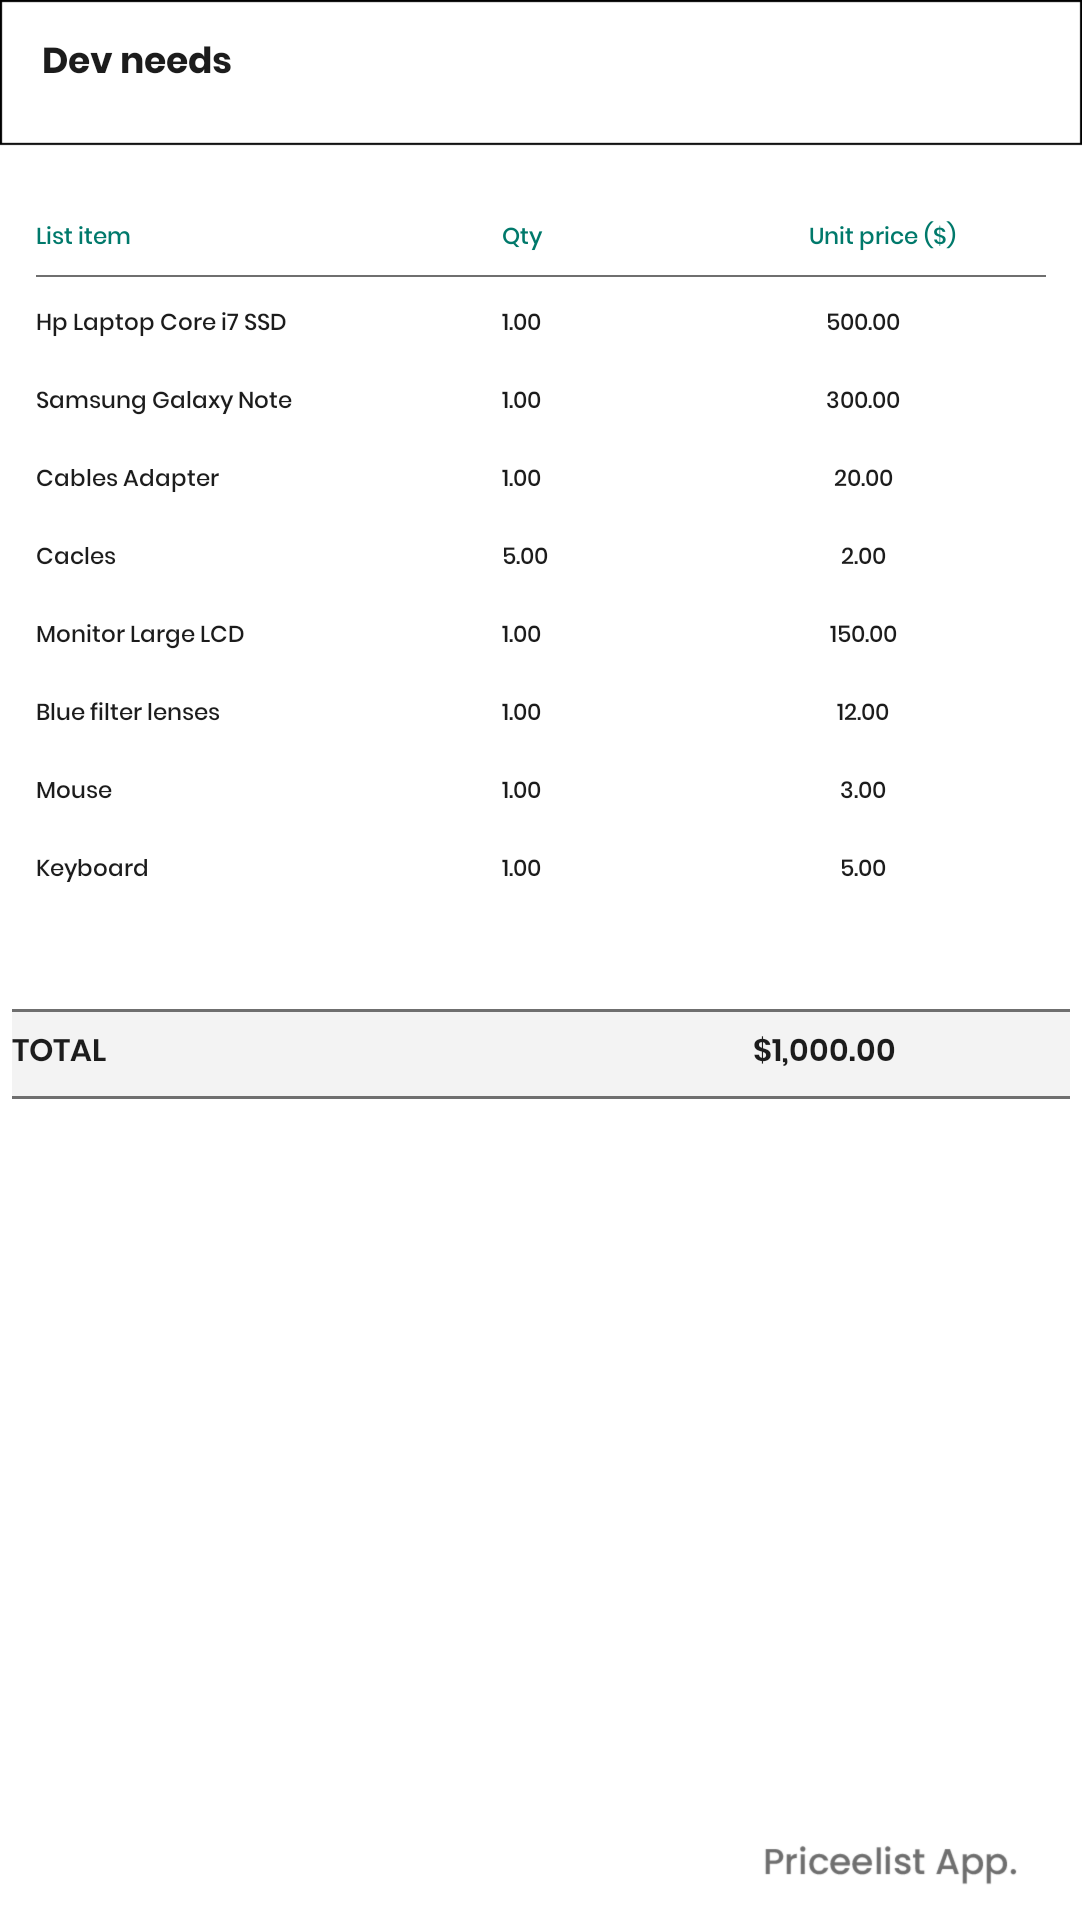 Dev needs
List item Qty Unit price ($)
Hp Laptop Core i7 SSD 1.00 500.00
Samsung Galaxy Note 1.00 300.00
Cables Adapter 1.00 20.00
Cacles 5.00 2.00
Monitor Large LCD 1.00 150.00
Blue filter lenses 1.00 12.00
Mouse 1.00 3.00
Keyboard 1.00 5.00
TOTAL $1,000.00
Priceelist App.